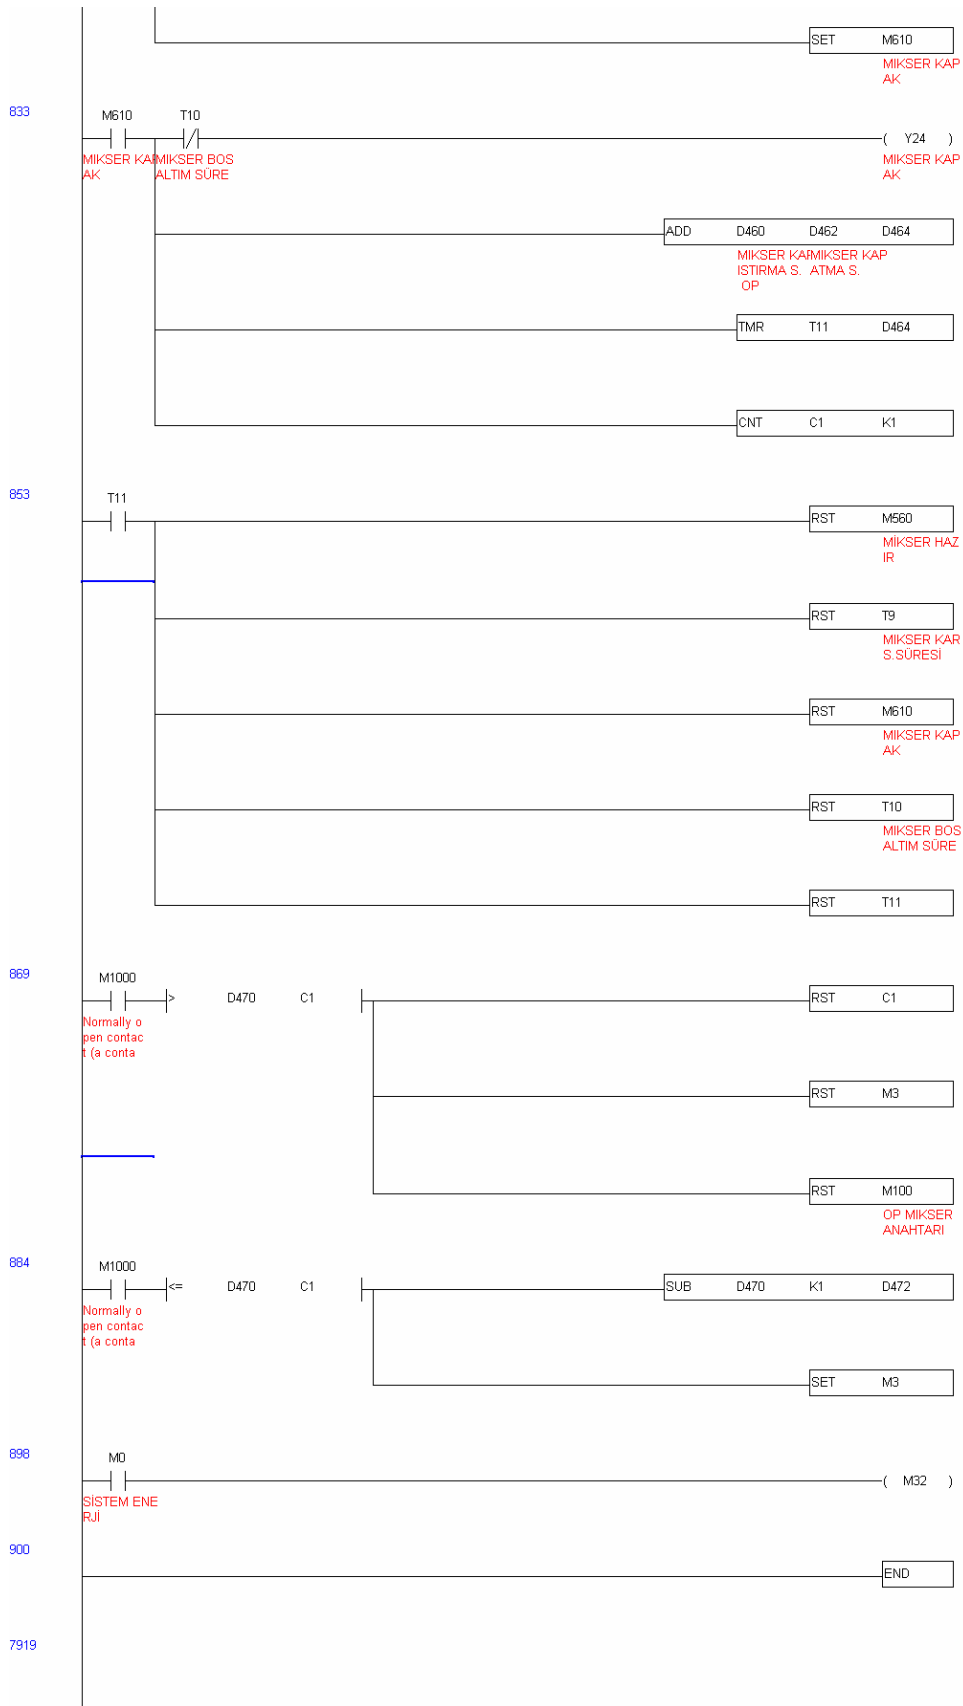 SET M610
MIKSER KAP
AK
833
M610 T10
( Y24 )
MIKSER KA MIKSER BOS
AK ALTIM SÜRE
MIKSER KAP
AK
ADD D460 D462 D464
MIKSER KA MIKSER KAP
ISTIRMA S. ATMA S.
OP
TMR T11 D464
CNT C1 K1
853
T11
RST M560
MİKSER HAZ
IR
RST T9
MIKSER KAR
S.SÜRESİ
RST M610
MIKSER KAP
AK
RST T10
MIKSER BOS
ALTIM SÜRE
RST T11
869
M1000
> D470 C1
RST C1
Normally o
pen contac
t (a conta
RST M3
RST M100
OP MIKSER
ANAHTARI
884
M1000
<= D470 C1
SUB D470 K1 D472
Normally o
pen contac
t (a conta
SET M3
898
M0
( M32 )
SİSTEM ENE
RJİ
900
END
7919